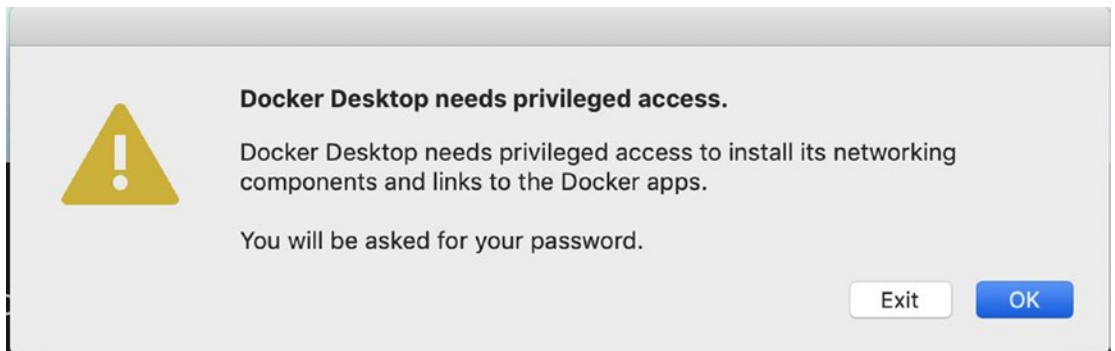 Docker Desktop needs privileged access.
Docker Desktop needs privileged access to install its networking
components and links to the Docker apps.
You will be asked for your password.
Exit
OK